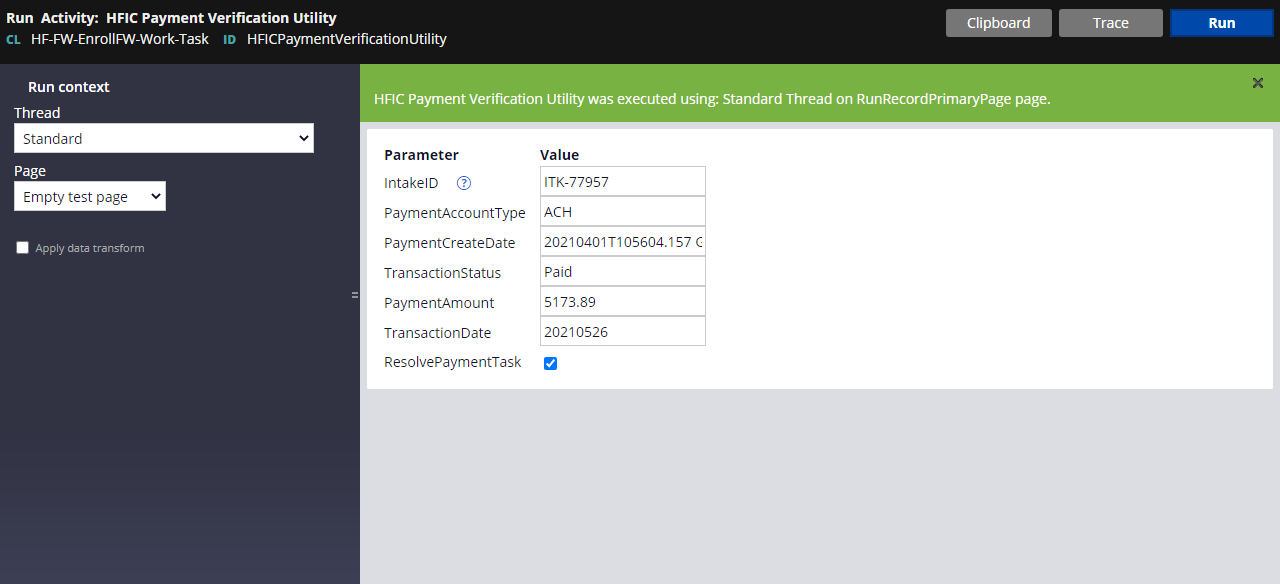 Run Activity: HFIC Payment Verification Utility
CL HF-FW-EnrollFW-Work-Task ID HFICPaymentVerificationUtility
Clipboard
Trace
Run
Run context
Thread
Standard
Page
Empty test page
Apply data transform
HFIC Payment Verification Utility was executed using: Standard Thread on RunRecordPrimaryPage page.
Parameter Value
IntakeID ? ITK-77957
PaymentAccountType ACH
PaymentCreateDate 20210401T105604.157 G
TransactionStatus Paid
PaymentAmount 5173.89
TransactionDate 20210526
ResolvePaymentTask